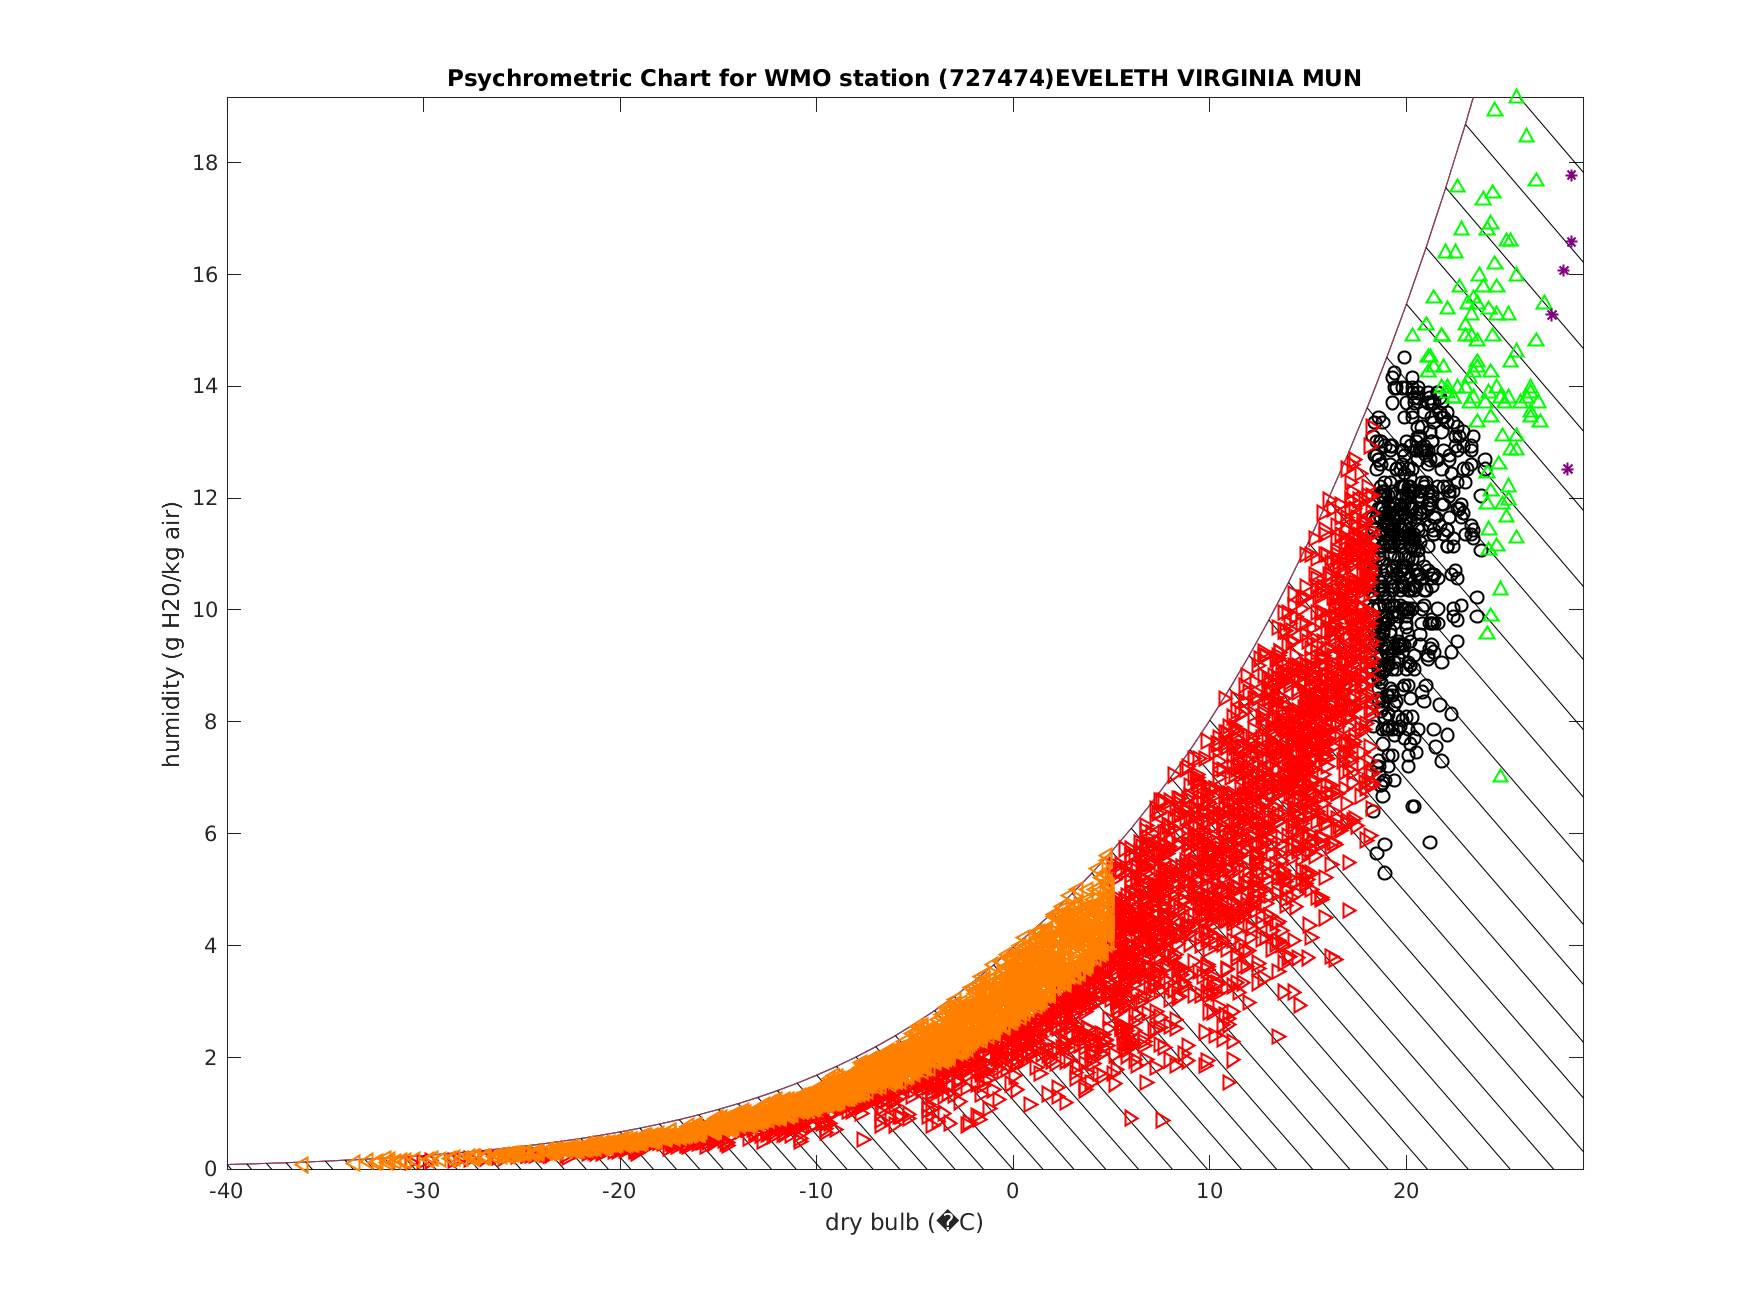 Psychrometric Chart for WMO station (727474)EVELETH VIRGINIA MUN
humidity (g H20/kg air)
18
16
14
12
10
8
6
4
2
0
-40 -30 -20 -10 0 10 20
dry bulb (�C)